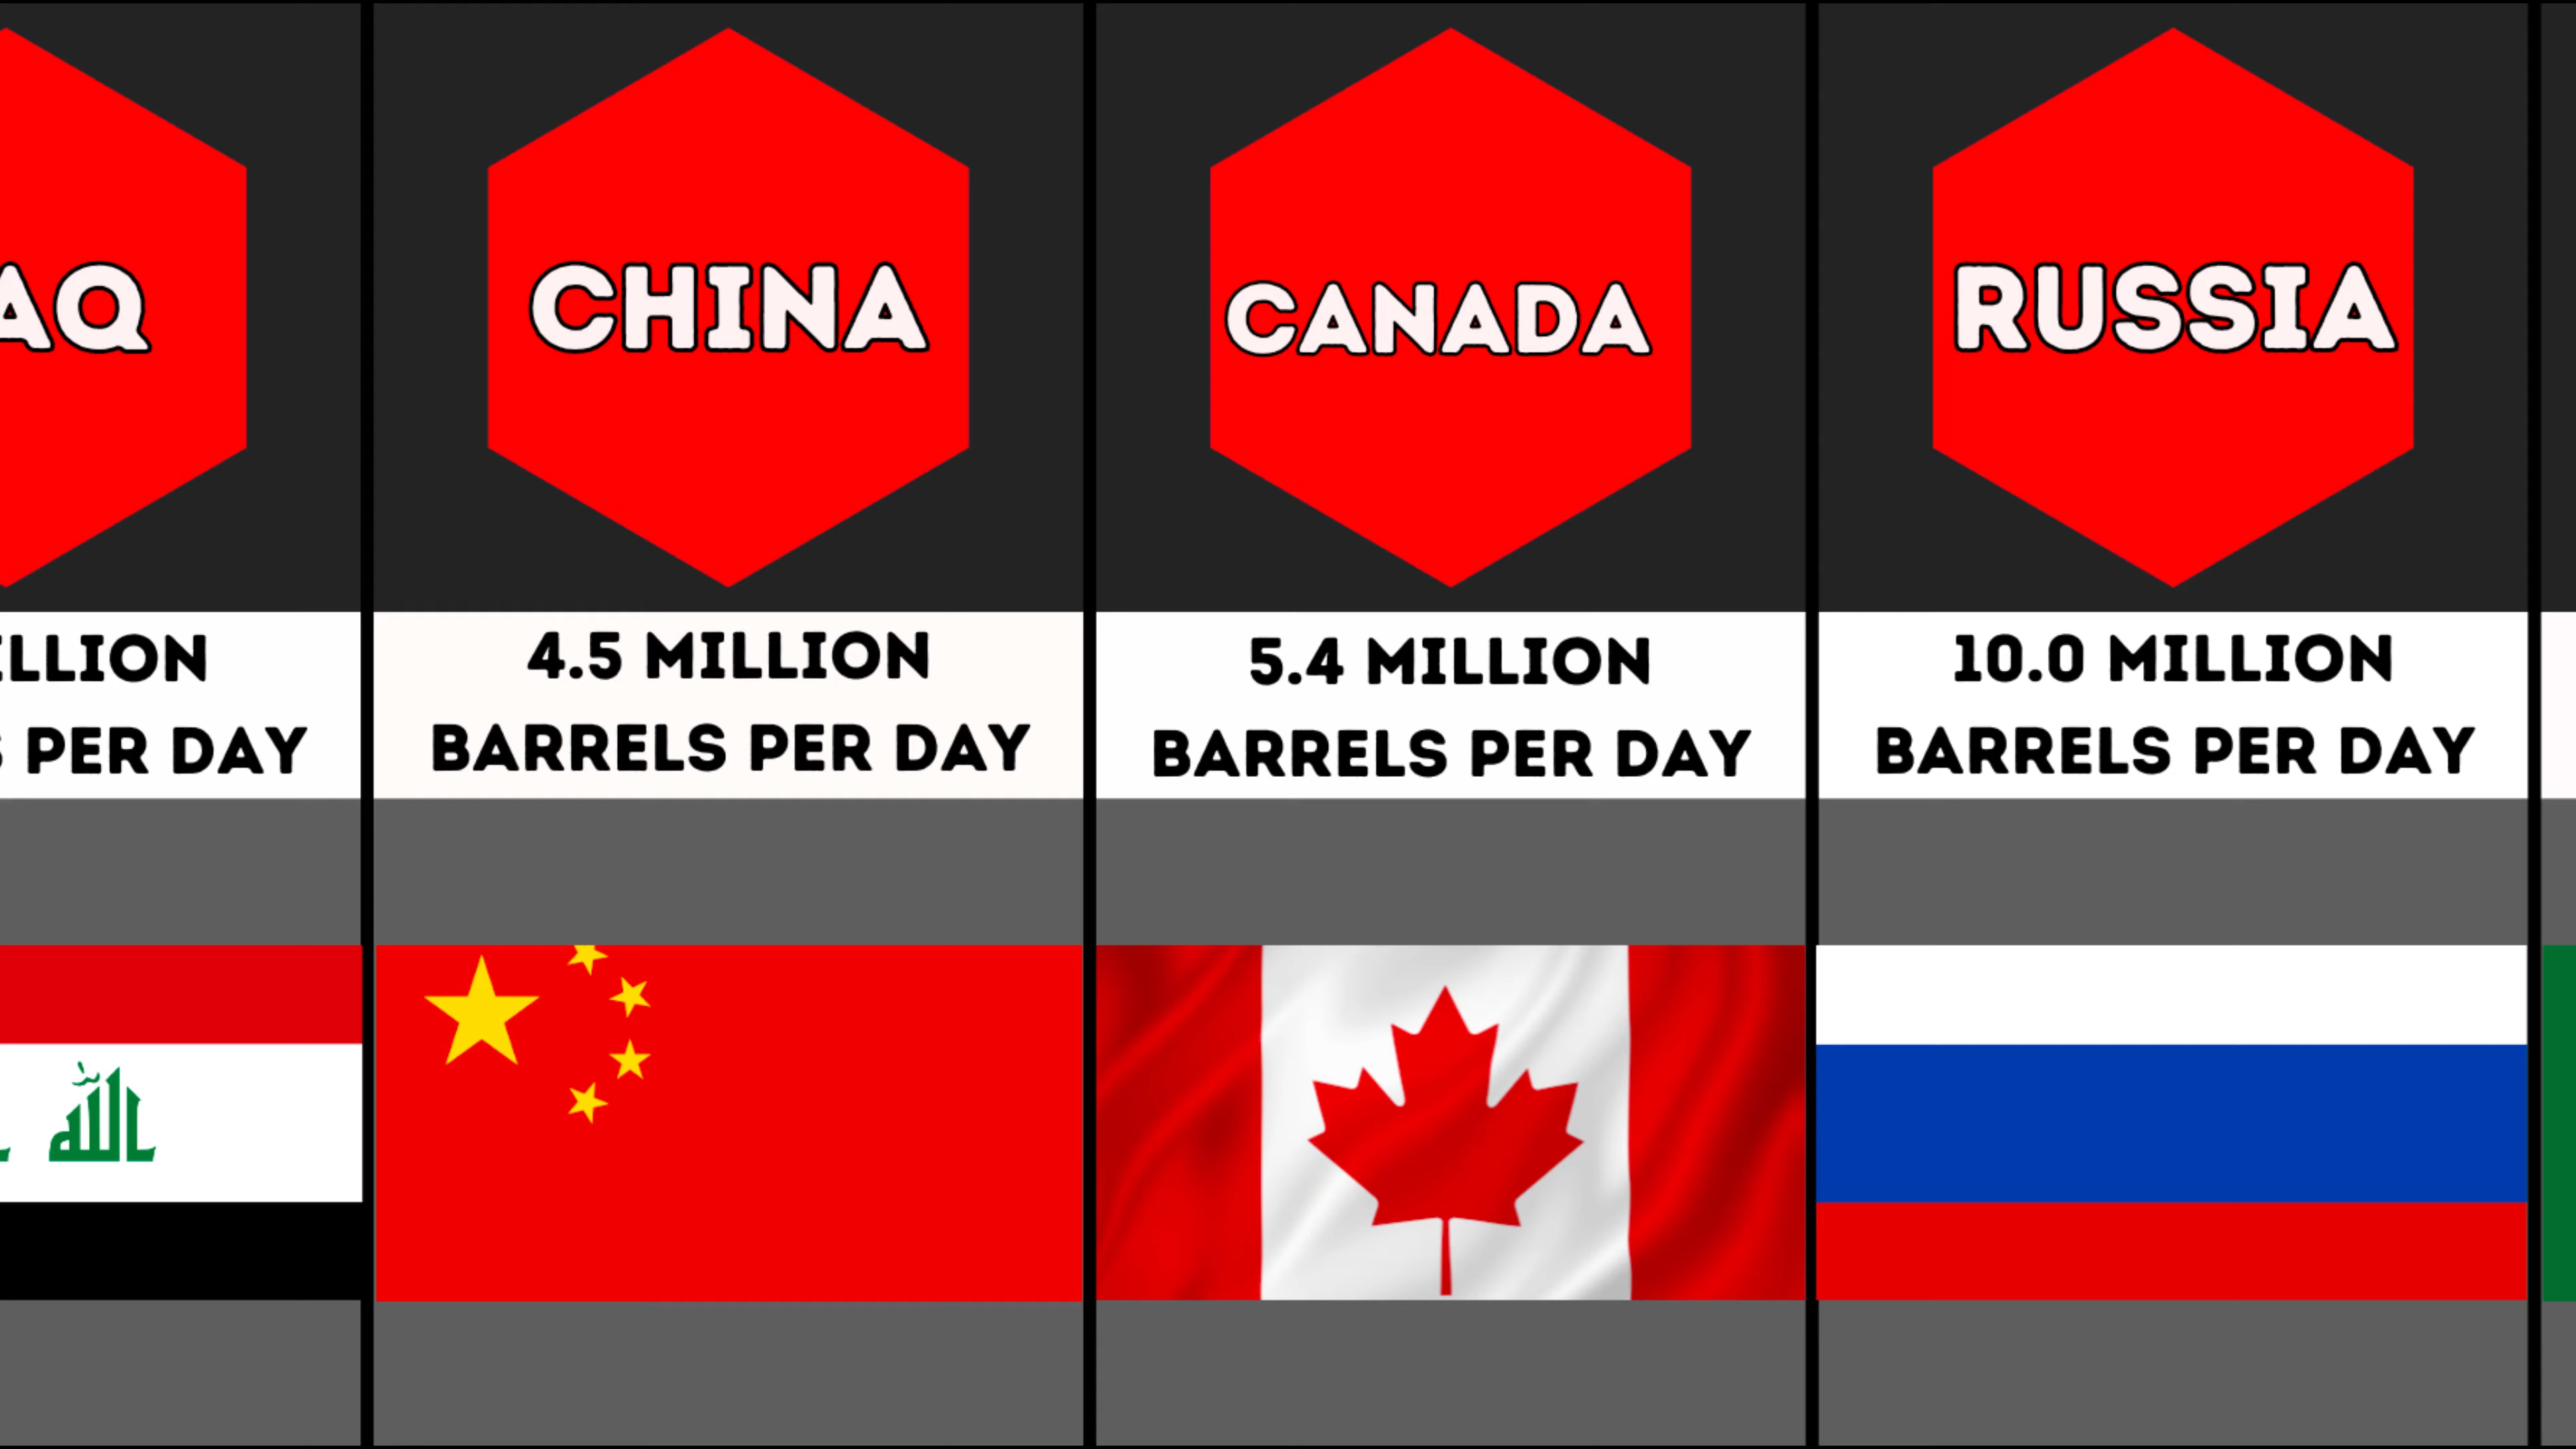 AQ
CHINA
CANADA
RUSSIA
ILLION
PER DAY
4.5 MILLION
BARRELS PER DAY
5.4 MILLION
BARRELS PER DAY
10.0 MILLION
BARRELS PER DAY
الله